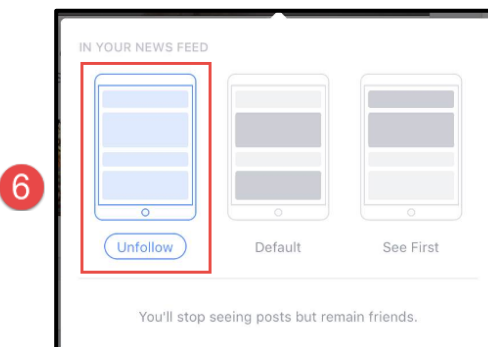 IN YOUR NEWS FEED
6
Unfollow Default See First
You'll stop seeing posts but remain friends.